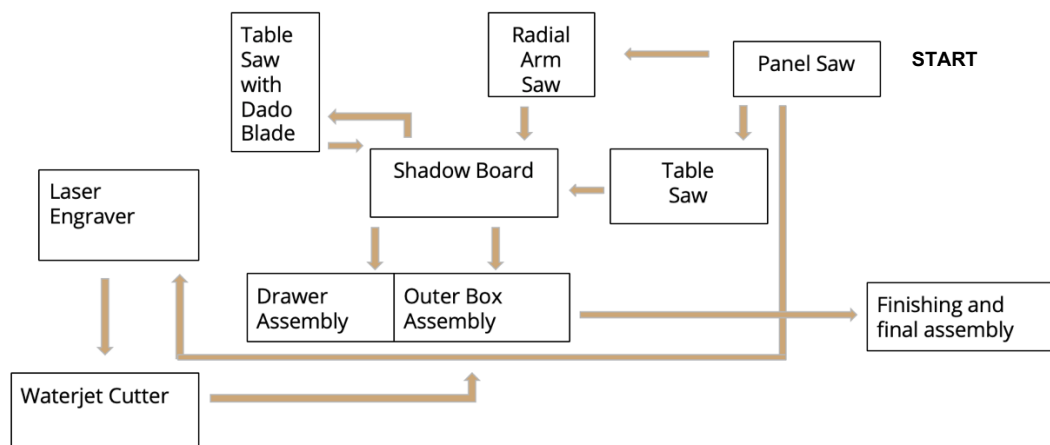 Table
Saw
with
Dado
Blade
Radial
Arm
Saw
Panel Saw
START
Shadow Board
Table
Saw
Laser
Engraver
Drawer
Assembly
Outer Box
Assembly
Finishing and
final assembly
Waterjet Cutter